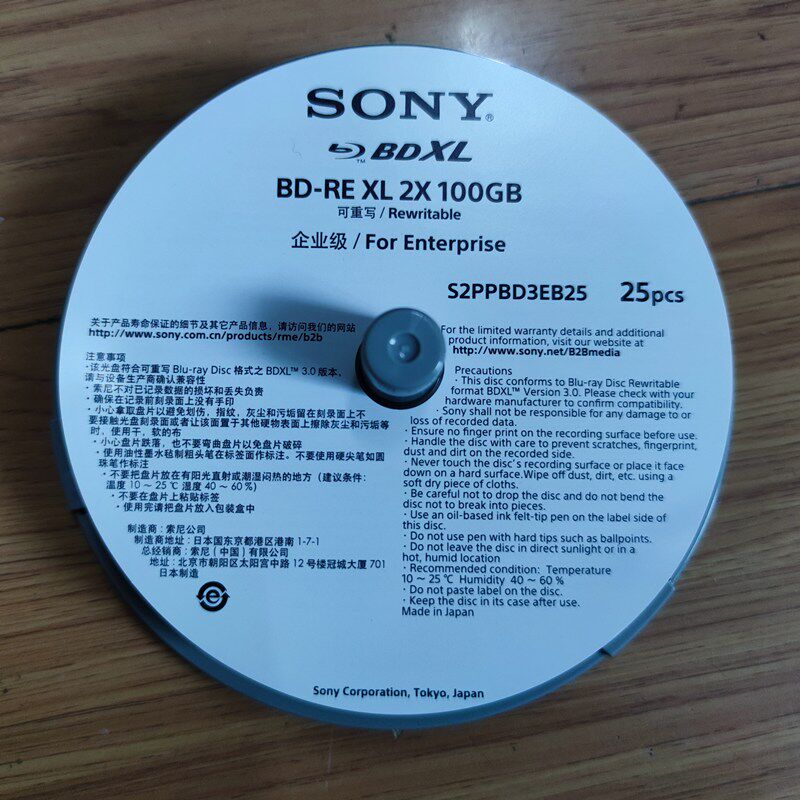 SONY®
BDXL™
BD-RE XL 2X 100GB
可重写 / Rewritable
企业级 / For Enterprise
S2PPBD3EB25 25pcs
关于产品寿命保证的细节及其它产品信息，请访问我们的网站
http://www.sony.com.cn/products/rme/b2b
注意事项
·该光盘符合可重写 Blu-ray Disc 格式之 BDXL™ 3.0 版本，
请与设备生产商确认兼容性
·索尼不对已记录数据的损坏和丢失负责
·确保在记录前刻录面上没有手印
·小心拿取盘片以避免划伤，指纹，灰尘和污垢留在刻录面上不
要接触光盘刻录面或者让该面置于其他硬物表面上擦除灰尘和污垢等
时，使用干，软的布
·小心盘片跌落，也不要弯曲盘片以免盘片破碎
·使用油性墨水毡制粗头笔在标签面作标注。不要使用硬尖笔如圆
珠笔作标注
·不要把盘片放在有阳光直射或潮湿闷热的地方（建议条件：
温度 10 ~ 25 ℃ 湿度 40 ~ 60 %）
·不要在盘片上粘贴标签
·使用完请把盘片放入包装盒中
制造商：索尼公司
制造商地址：日本国东京都港区港南 1-7-1
总经销商：索尼（中国）有限公司
地址：北京市朝阳区太阳宫中路 12 号楼冠城大厦 701
日本制造
For the limited warranty details and additional
product information, visit our website at
http://www.sony.net/B2Bmedia
Precautions
· This disc conforms to Blu-ray Disc Rewritable
format BDXL™ Version 3.0. Please check with your
hardware manufacturer to confirm compatibility.
· Sony shall not be responsible for any damage to or
loss of recorded data.
· Ensure no finger print on the recording surface before use.
· Handle the disc with care to prevent scratches, fingerprint,
dust and dirt on the recorded side.
· Never touch the disc's recording surface or place it face
down on a hard surface.Wipe off dust, dirt, etc. using a
soft dry piece of cloths.
· Be careful not to drop the disc and do not bend the
disc not to break into pieces.
· Use an oil-based ink felt-tip pen on the label side of
this disc.
· Do not use pen with hard tips such as ballpoints.
· Do not leave the disc in direct sunlight or in a
hot, humid location
· Recommended condition: Temperature
10 ~ 25 ℃ Humidity 40 ~ 60 %
· Do not paste label on the disc.
· Keep the disc in its case after use.
Made in Japan
Sony Corporation, Tokyo, Japan